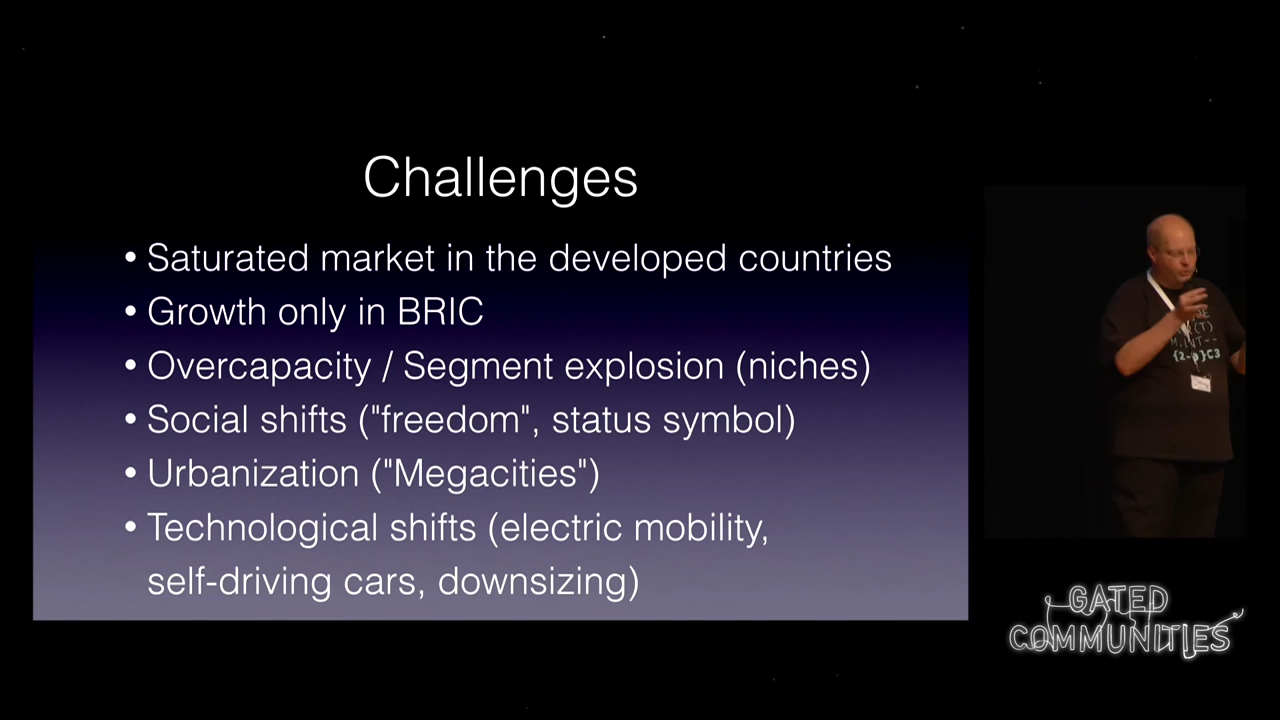 Challenges
• Saturated market in the developed countries
• Growth only in BRIC
• Overcapacity / Segment explosion (niches)
• Social shifts ("freedom", status symbol)
• Urbanization ("Megacities")
• Technological shifts (electric mobility,
self-driving cars, downsizing)
GATED
COMMUNITIES